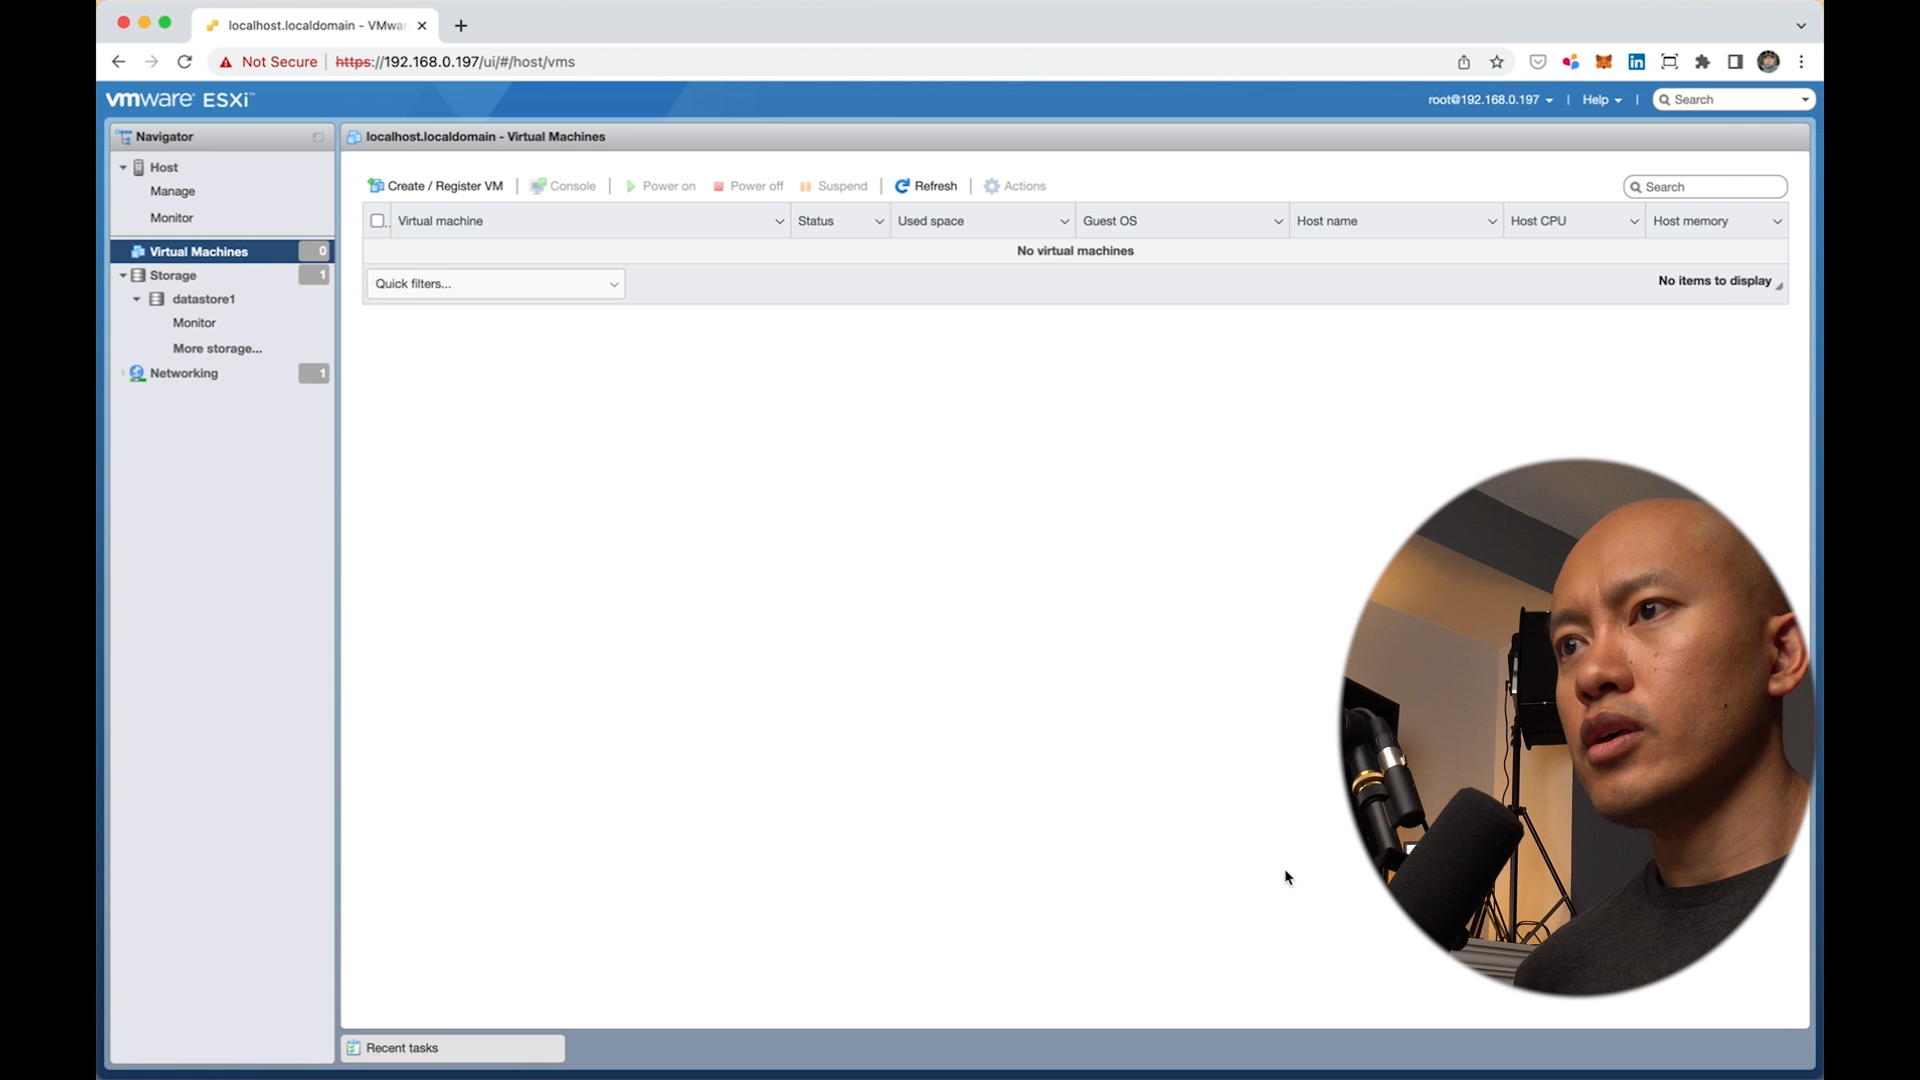 localhost.localdomain - VMwar
Not Secure | https://192.168.0.197/ui/#/host/vms
vmware ESXi™
root@192.168.0.197 | Help | Search
Navigator
Host
Manage
Monitor
Virtual Machines 0
Storage 1
datastore1
Monitor
More storage...
Networking 1
localhost.localdomain - Virtual Machines
Create / Register VM | Console | Power on Power off Suspend | Refresh | Actions
Search
Virtual machine Status Used space Guest OS Host name Host CPU Host memory
No virtual machines
Quick filters...
No items to display
Recent tasks